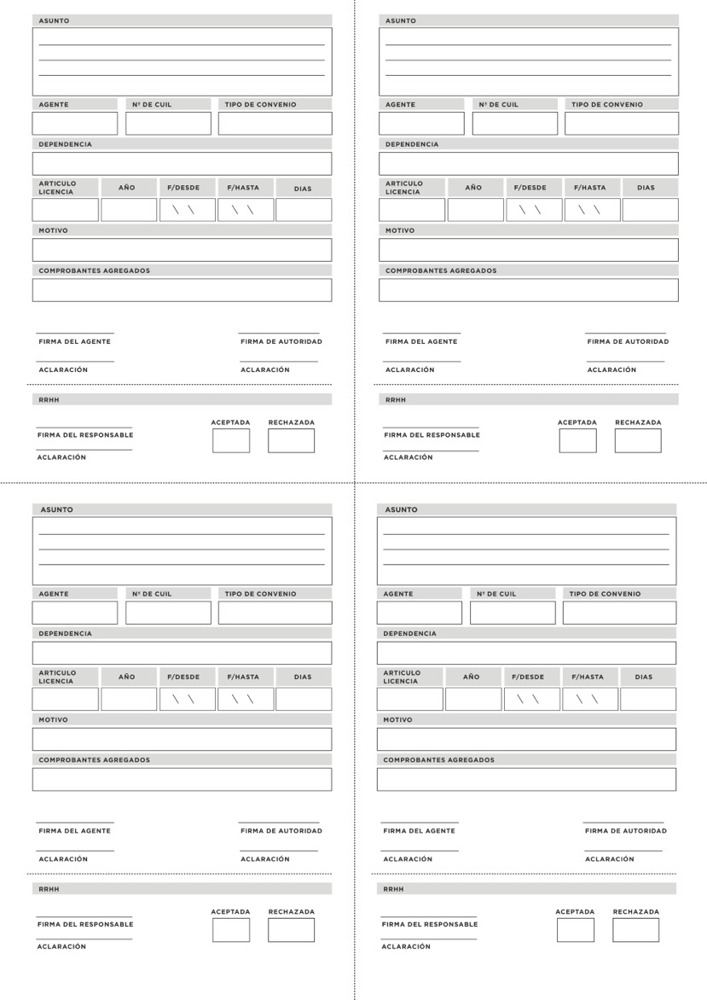 ASUNTO
AGENTE Nº DE CUIL TIPO DE CONVENIO
DEPENDENCIA
ARTICULO LICENCIA AÑO F/DESDE F/HASTA DIAS
\ \ \ \
MOTIVO
COMPROBANTES AGREGADOS
FIRMA DEL AGENTE FIRMA DE AUTORIDAD
ACLARACIÓN ACLARACIÓN
RRHH
ACEPTADA RECHAZADA
FIRMA DEL RESPONSABLE
ACLARACIÓN
ASUNTO
AGENTE Nº DE CUIL TIPO DE CONVENIO
DEPENDENCIA
ARTICULO LICENCIA AÑO F/DESDE F/HASTA DIAS
\ \ \ \
MOTIVO
COMPROBANTES AGREGADOS
FIRMA DEL AGENTE FIRMA DE AUTORIDAD
ACLARACIÓN ACLARACIÓN
RRHH
ACEPTADA RECHAZADA
FIRMA DEL RESPONSABLE
ACLARACIÓN
ASUNTO
AGENTE Nº DE CUIL TIPO DE CONVENIO
DEPENDENCIA
ARTICULO LICENCIA AÑO F/DESDE F/HASTA DIAS
\ \ \ \
MOTIVO
COMPROBANTES AGREGADOS
FIRMA DEL AGENTE FIRMA DE AUTORIDAD
ACLARACIÓN ACLARACIÓN
RRHH
ACEPTADA RECHAZADA
FIRMA DEL RESPONSABLE
ACLARACIÓN
ASUNTO
AGENTE Nº DE CUIL TIPO DE CONVENIO
DEPENDENCIA
ARTICULO LICENCIA AÑO F/DESDE F/HASTA DIAS
\ \ \ \
MOTIVO
COMPROBANTES AGREGADOS
FIRMA DEL AGENTE FIRMA DE AUTORIDAD
ACLARACIÓN ACLARACIÓN
RRHH
ACEPTADA RECHAZADA
FIRMA DEL RESPONSABLE
ACLARACIÓN